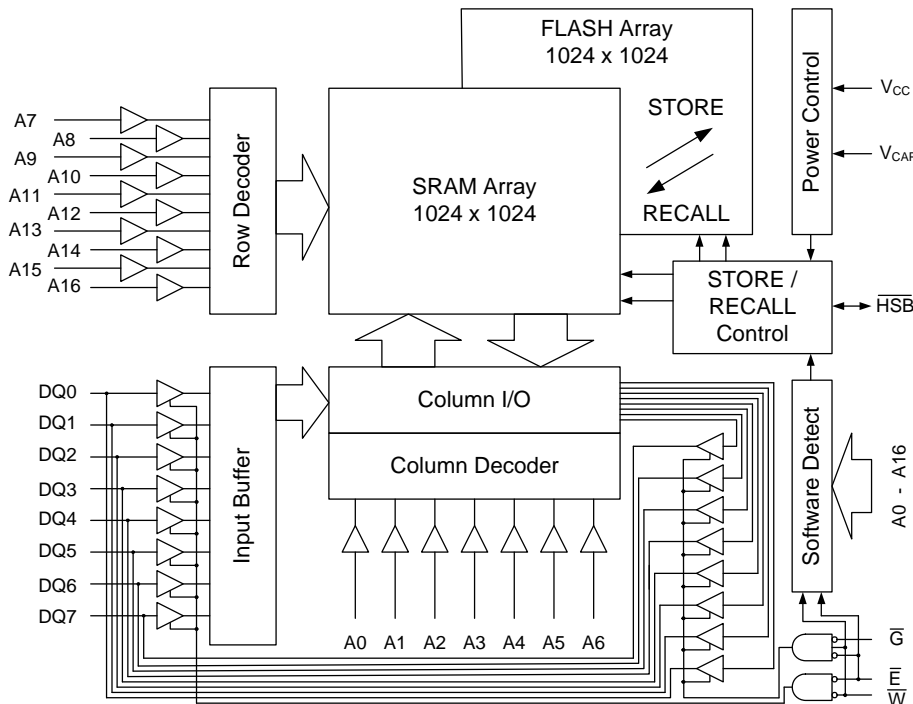 FLASH Array
1024 x 1024
STORE
RECALL
SRAM Array
1024 x 1024
Power Control
VCC
VCAP
A7
A8
A9
A10
A11
A12
A13
A14
A15
A16
Row Decoder
STORE /
RECALL
Control
HSB
DQ0
DQ1
DQ2
DQ3
DQ4
DQ5
DQ6
DQ7
Input Buffer
Column I/O
Column Decoder
Software Detect
A0 - A16
A0 A1 A2 A3 A4 A5 A6
G
E
W